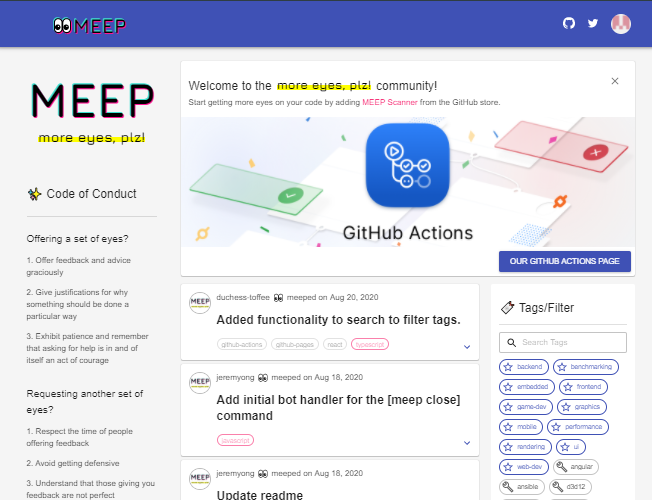 MEEP
MEEP
more eyes, plz!
Code of Conduct
Offering a set of eyes?
1. Offer feedback and advice
graciously
2. Give justifications for why
something should be done a
particular way
3. Exhibit patience and remember
that asking for help is in and of
itself an act of courage
Requesting another set of
eyes?
1. Respect the time of people
offering feedback
2. Avoid getting defensive
3. Understand that those giving you
feedback are not perfect
Welcome to the more eyes, plz! community!
Start getting more eyes on your code by adding MEEP Scanner from the GitHub store.
GitHub Actions
OUR GITHUB ACTIONS PAGE
MEEP
duchess-toffee meeped on Aug 20, 2020
Added functionality to search to filter tags.
github-actions github-pages react typescript
MEEP
jeremyong meeped on Aug 18, 2020
Add initial bot handler for the [meep close]
command
javascript
MEEP
jeremyong meeped on Aug 18, 2020
Update readme
Tags/Filter
Search Tags
backend benchmarking
embedded frontend
game-dev graphics
mobile performance
rendering ui
web-dev angular
ansible d3d12